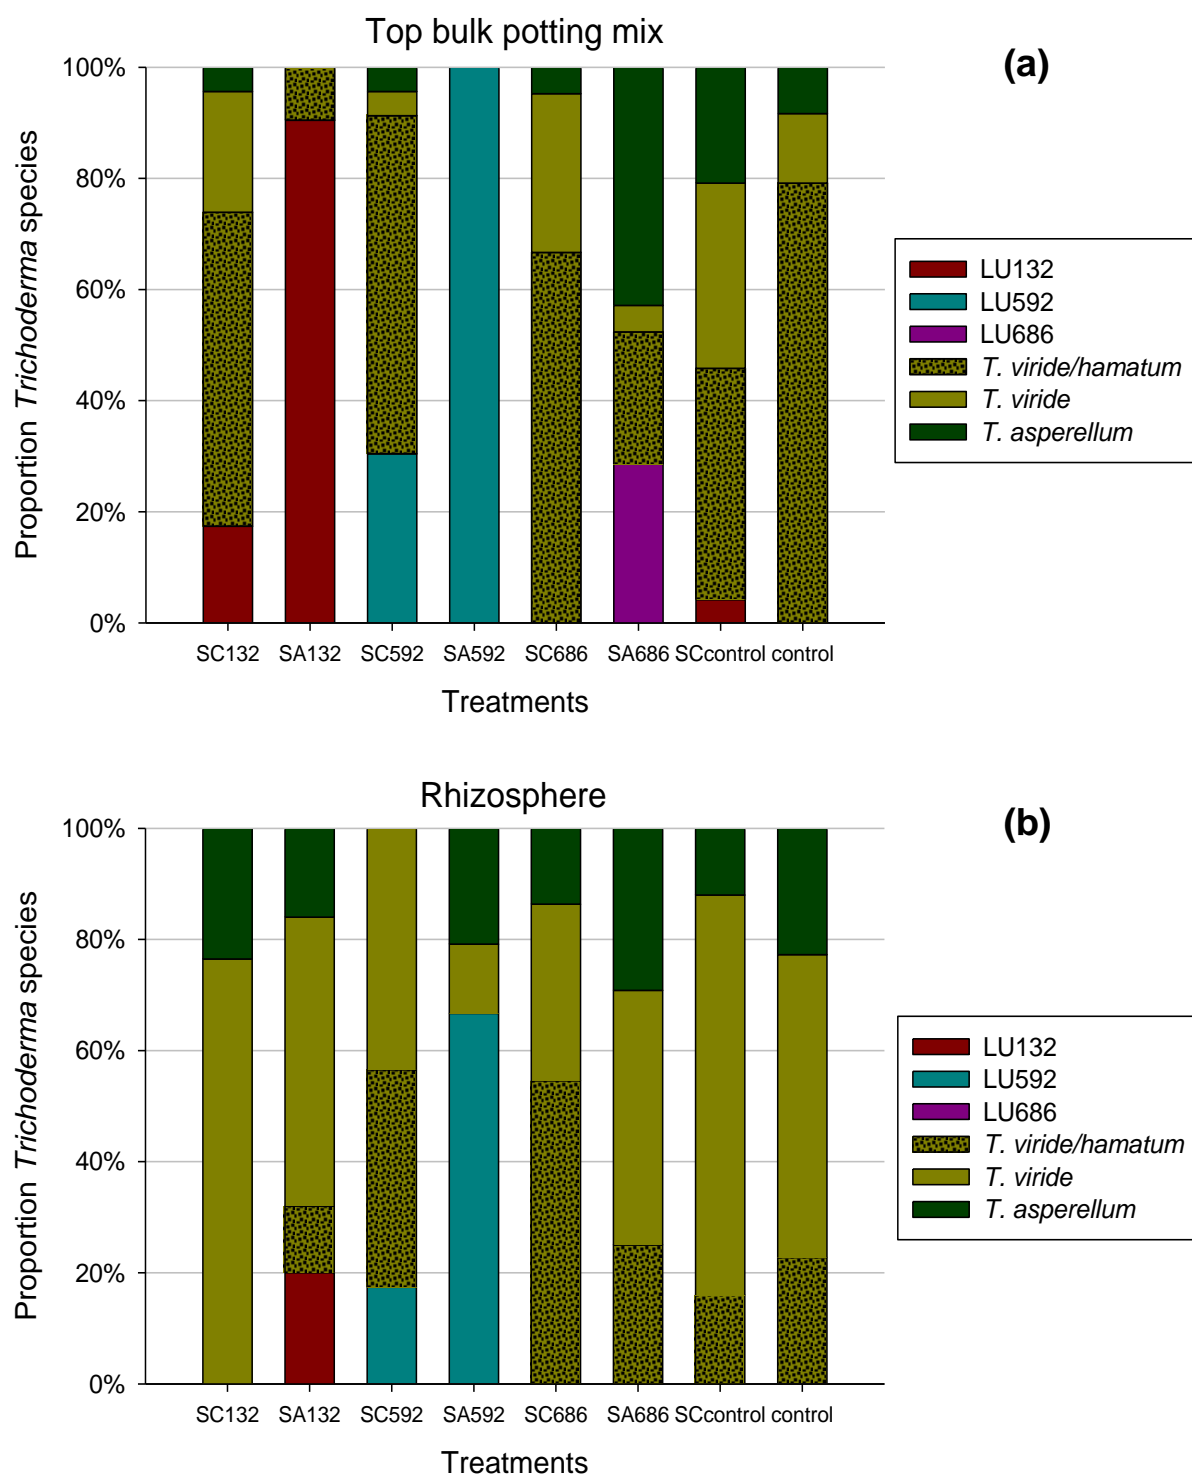 Top bulk potting mix
(a)
100%
80%
60%
40%
20%
0%
Proportion Trichoderma species
SC132 SA132 SC592 SA592 SC686 SA686 SCcontrol control
Treatments
LU132
LU592
LU686
T. viride/hamatum
T. viride
T. asperellum
Rhizosphere
(b)
100%
80%
60%
40%
20%
0%
Proportion Trichoderma species
SC132 SA132 SC592 SA592 SC686 SA686 SCcontrol control
Treatments
LU132
LU592
LU686
T. viride/hamatum
T. viride
T. asperellum